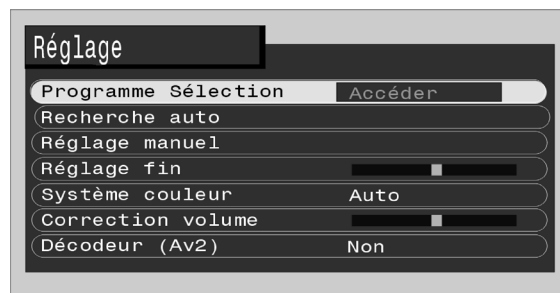 Réglage
Programme Sélection Accéder
Recherche auto
Réglage manuel
Réglage fin
Système couleur Auto
Correction volume
Décodeur (Av2) Non